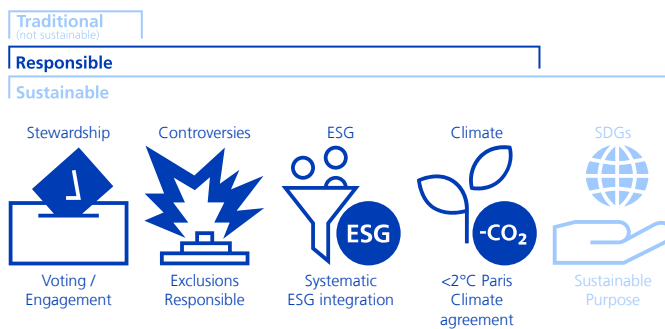 Traditional
(not sustainable)
Responsible
Sustainable
Stewardship
Controversies
ESG
Climate
SDGs
ESG
-CO₂
Voting /
Engagement
Exclusions
Responsible
Systematic
ESG integration
<2°C Paris
Climate
agreement
Sustainable
Purpose